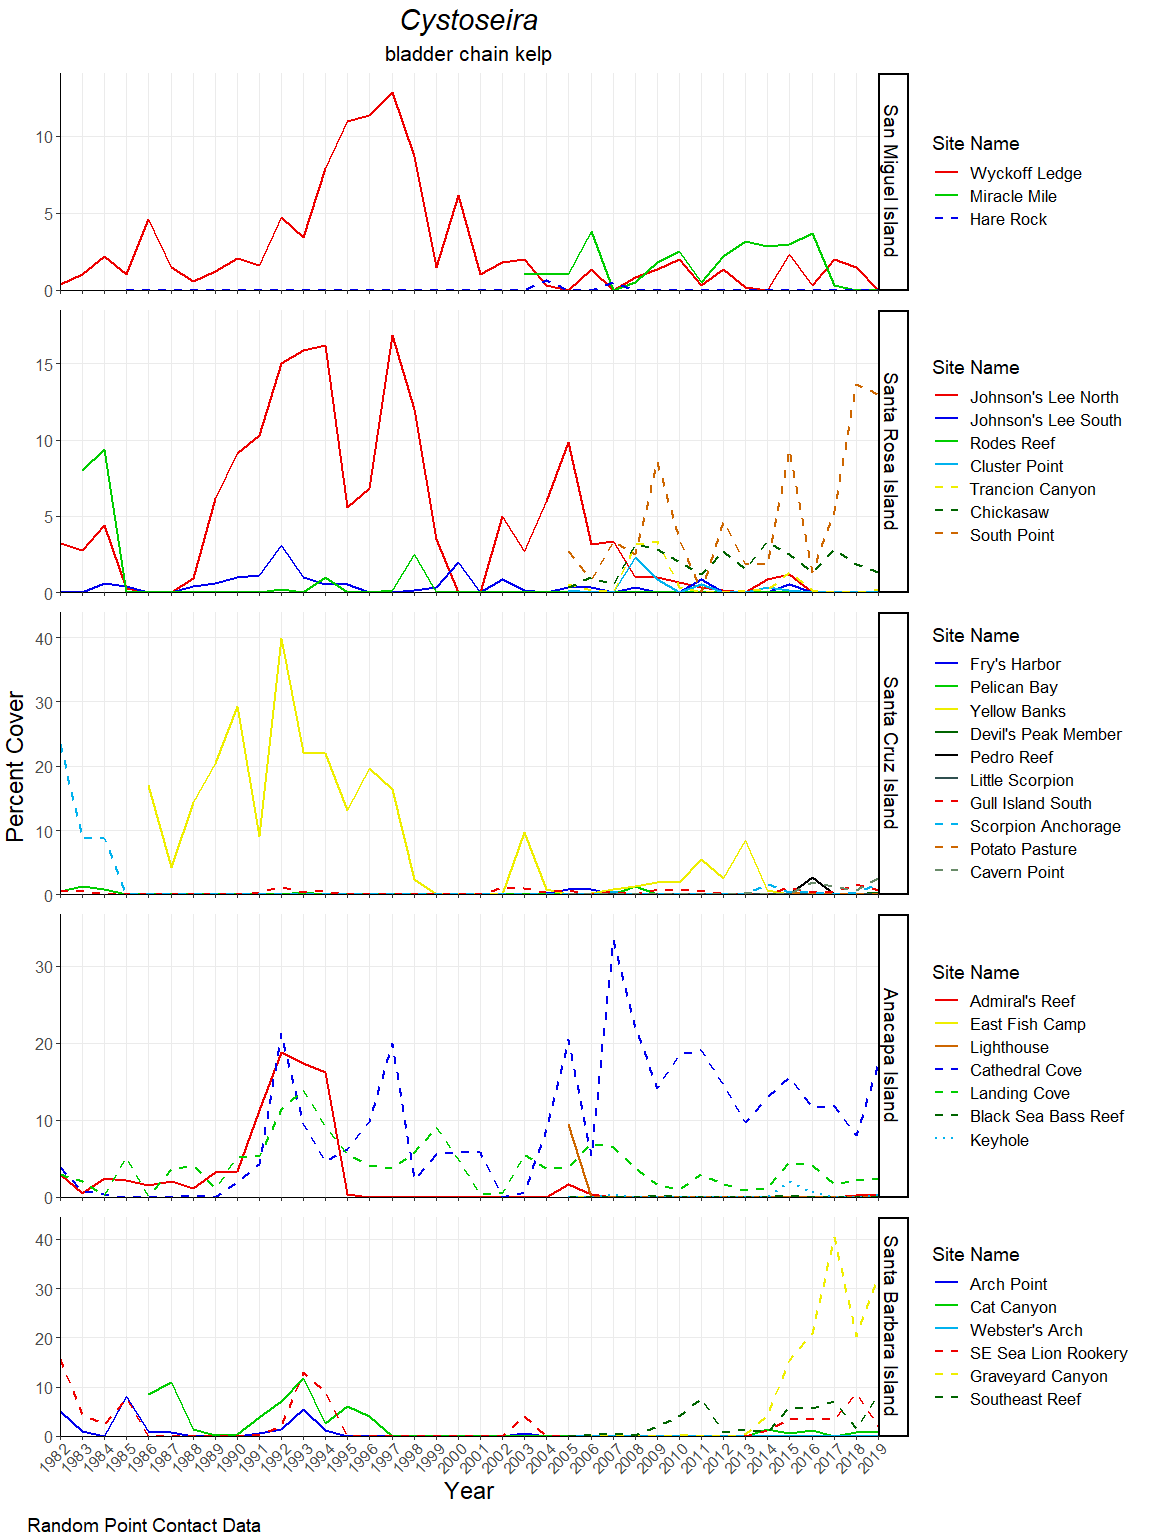 Cystoseira
bladder chain kelp
Percent Cover
10
5
0
San Miguel Island
Site Name
Wyckoff Ledge
Miracle Mile
Hare Rock
15
10
5
0
Santa Rosa Island
Site Name
Johnson's Lee North
Johnson's Lee South
Rodes Reef
Cluster Point
Trancion Canyon
Chickasaw
South Point
40
30
20
10
0
Santa Cruz Island
Site Name
Fry's Harbor
Pelican Bay
Yellow Banks
Devil's Peak Member
Pedro Reef
Little Scorpion
Gull Island South
Scorpion Anchorage
Potato Pasture
Cavern Point
30
20
10
0
Anacapa Island
Site Name
Admiral's Reef
East Fish Camp
Lighthouse
Cathedral Cove
Landing Cove
Black Sea Bass Reef
Keyhole
40
30
20
10
0
Santa Barbara Island
Site Name
Arch Point
Cat Canyon
Webster's Arch
SE Sea Lion Rookery
Graveyard Canyon
Southeast Reef
1982 1983 1984 1985 1986 1987 1988 1989 1990 1991 1992 1993 1994 1995 1996 1997 1998 1999 2000 2001 2002 2003 2004 2005 2006 2007 2008 2009 2010 2011 2012 2013 2014 2015 2016 2017 2018 2019
Year
Random Point Contact Data